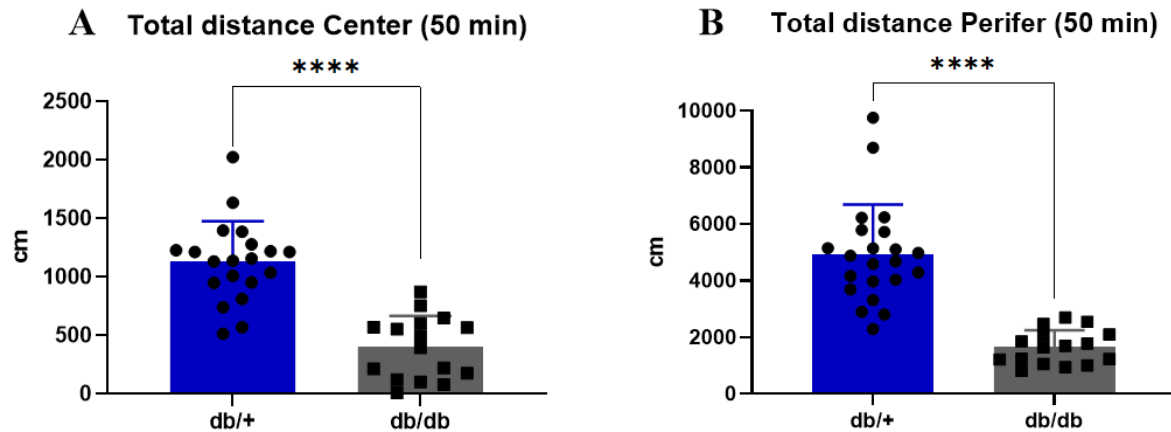 A Total distance Center (50 min)
****
2500
2000
1500
1000
500
0
cm
db/+ db/db
B Total distance Perifer (50 min)
****
10000
8000
6000
4000
2000
0
cm
db/+ db/db